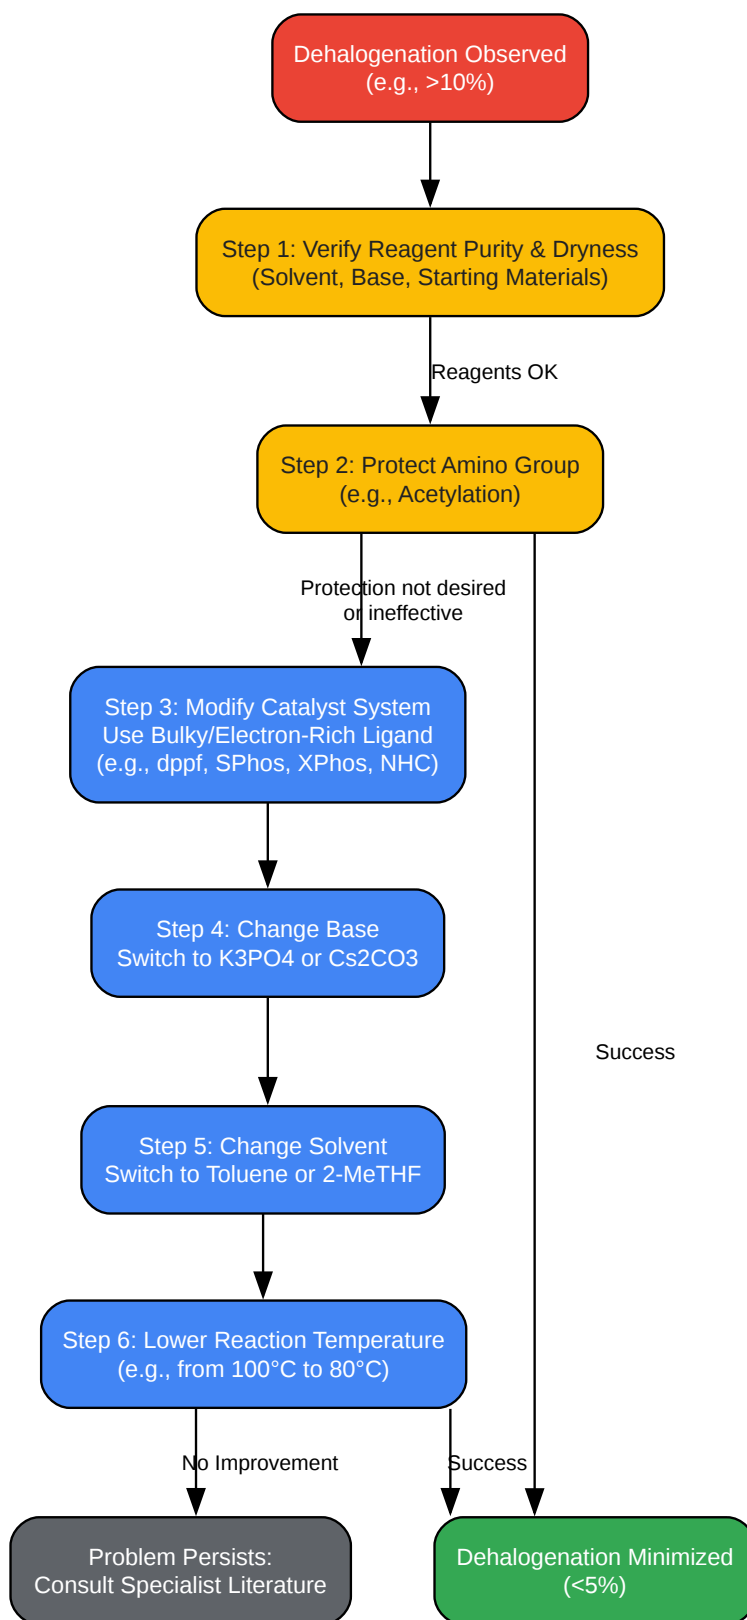 Dehalogenation Observed
(e.g., >10%)
Step 1: Verify Reagent Purity & Dryness
(Solvent, Base, Starting Materials)
Reagents OK
Step 2: Protect Amino Group
(e.g., Acetylation)
Protection not desired
or ineffective
Step 3: Modify Catalyst System
Use Bulky/Electron-Rich Ligand
(e.g., dppf, SPhos, XPhos, NHC)
Step 4: Change Base
Switch to K3PO4 or Cs2CO3
Success
Step 5: Change Solvent
Switch to Toluene or 2-MeTHF
Step 6: Lower Reaction Temperature
(e.g., from 100°C to 80°C)
No Improvement
Success
Problem Persists:
Consult Specialist Literature
Dehalogenation Minimized
(<5%)